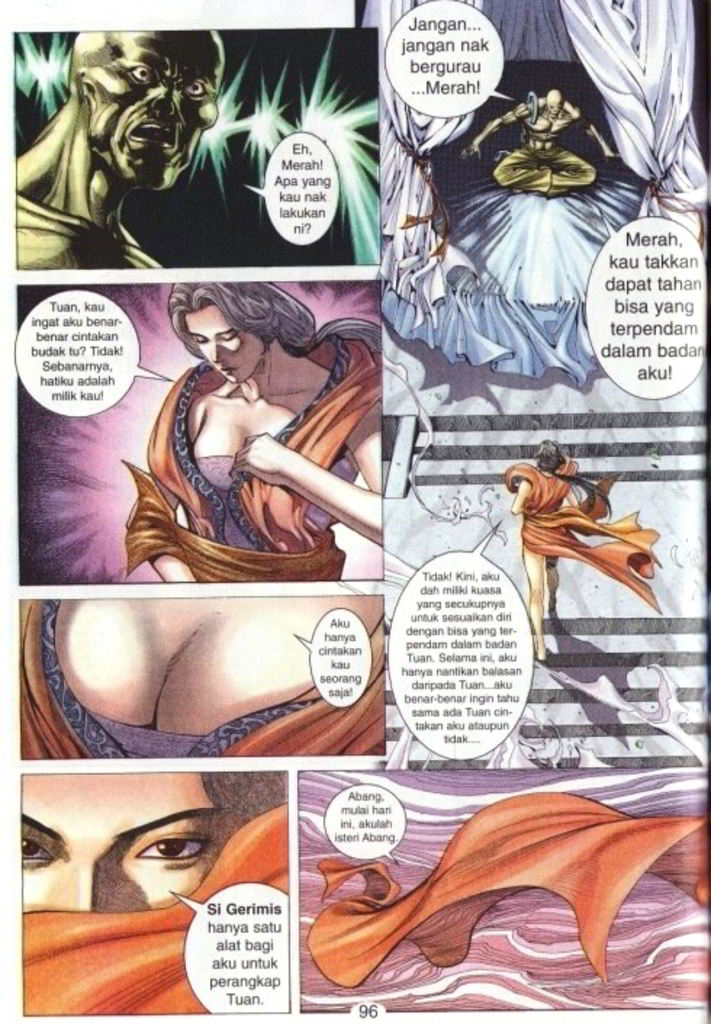 Eh,
Merah!
Apa yang
kau nak
lakukan
ni?
Jangan...
jangan nak
bergurau
...Merah!
Merah,
kau takkan
dapat tahan
bisa yang
terpendam
dalam badan
aku!
Tuan, kau
ingat aku benar-
benar cintakan
budak tu? Tidak!
Sebanarnya,
hatiku adalah
milik kau!
Tidak! Kini, aku
dah miliki kuasa
yang secukupnya
untuk sesuaikan diri
dengan bisa yang ter-
pendam dalam badan
Tuan. Selama ini, aku
hanya nantikan balasan
daripada Tuan...aku
benar-benar ingin tahu
sama ada Tuan cin-
takan aku ataupun
tidak....
Aku
hanya
cintakan
kau
seorang
saja!
Si Gerimis
hanya satu
alat bagi
aku untuk
perangkap
Tuan.
Abang,
mulai hari
ini, akulah
isteri Abang.
96